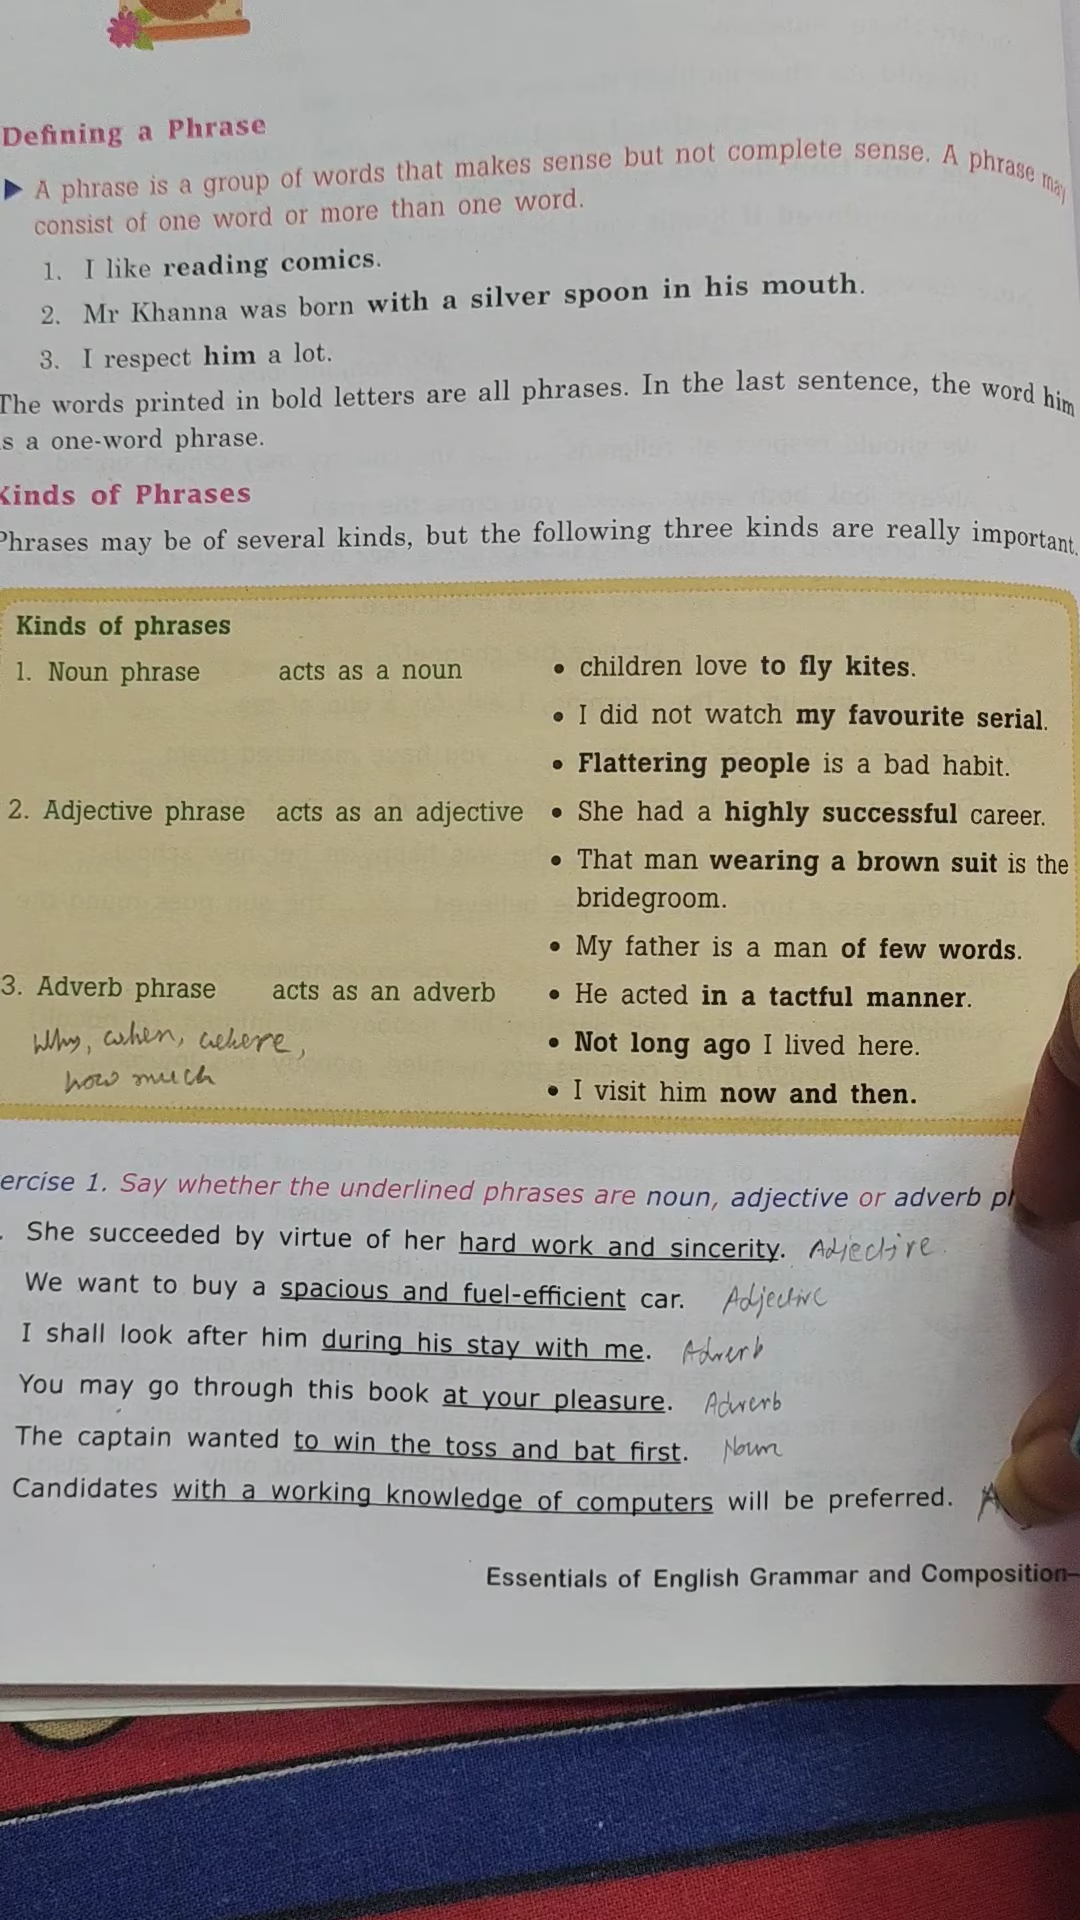 Defining a Phrase
A phrase is a group of words that makes sense but not complete sense. A phrase may
consist of one word or more than one word.
1. I like reading comics.
2. Mr Khanna was born with a silver spoon in his mouth.
3. I respect him a lot.
The words printed in bold letters are all phrases. In the last sentence, the word him
s a one-word phrase.
Kinds of Phrases
Phrases may be of several kinds, but the following three kinds are really important.
Kinds of phrases
1. Noun phrase acts as a noun • children love to fly kites.
• I did not watch my favourite serial.
• Flattering people is a bad habit.
2. Adjective phrase acts as an adjective • She had a highly successful career.
• That man wearing a brown suit is the
bridegroom.
• My father is a man of few words.
3. Adverb phrase acts as an adverb • He acted in a tactful manner.
Why, when, where, • Not long ago I lived here.
how much • I visit him now and then.
ercise 1. Say whether the underlined phrases are noun, adjective or adverb ph
She succeeded by virtue of her hard work and sincerity. Adjective
We want to buy a spacious and fuel-efficient car. Adjective
I shall look after him during his stay with me. Adverb
You may go through this book at your pleasure. Adverb
The captain wanted to win the toss and bat first. Noun
Candidates with a working knowledge of computers will be preferred. A
Essentials of English Grammar and Composition–